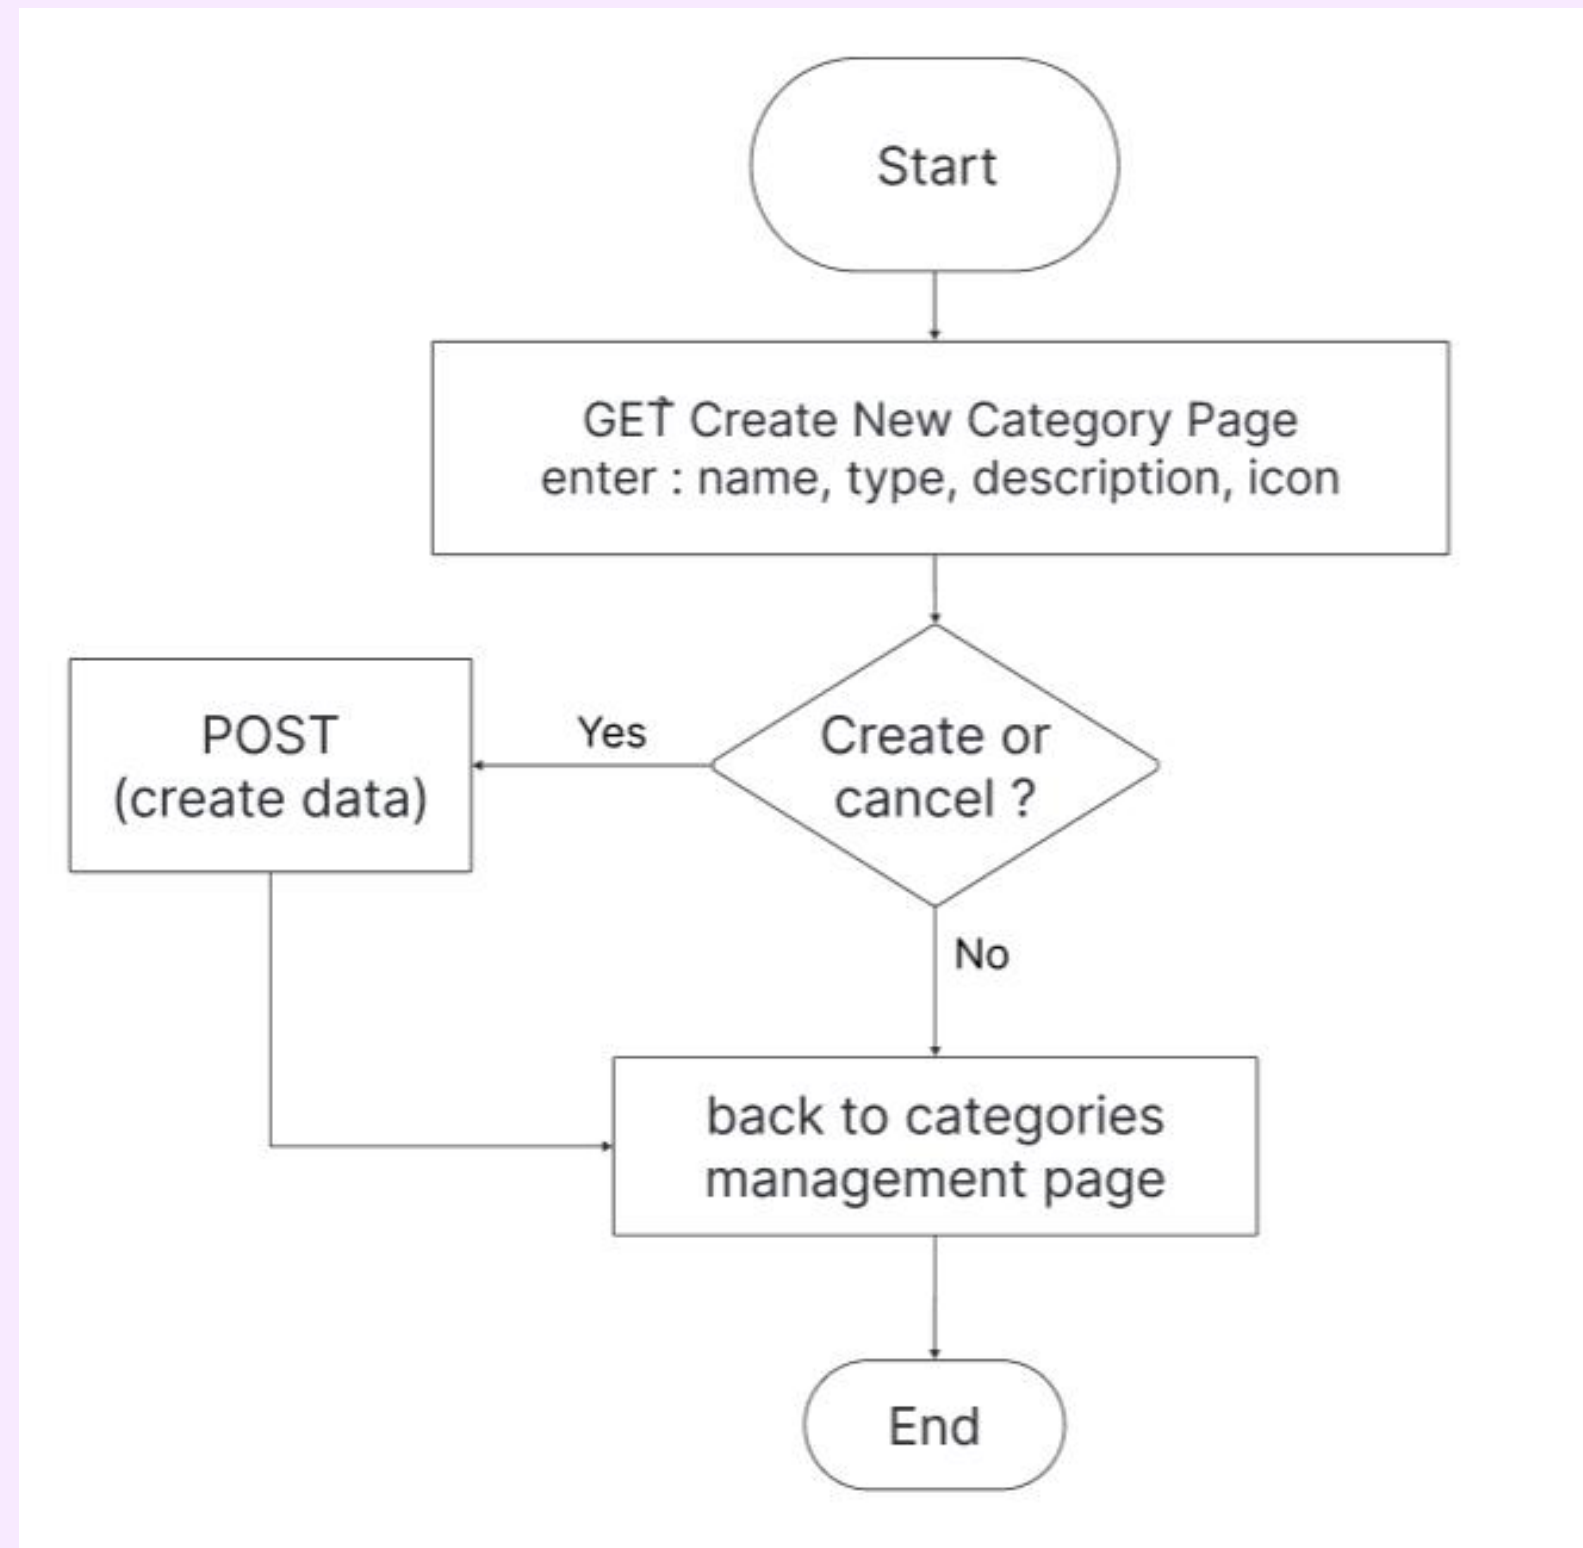 Start
GET Create New Category Page
enter : name, type, description, icon
Create or
cancel ?
Yes
POST
(create data)
No
back to categories
management page
End